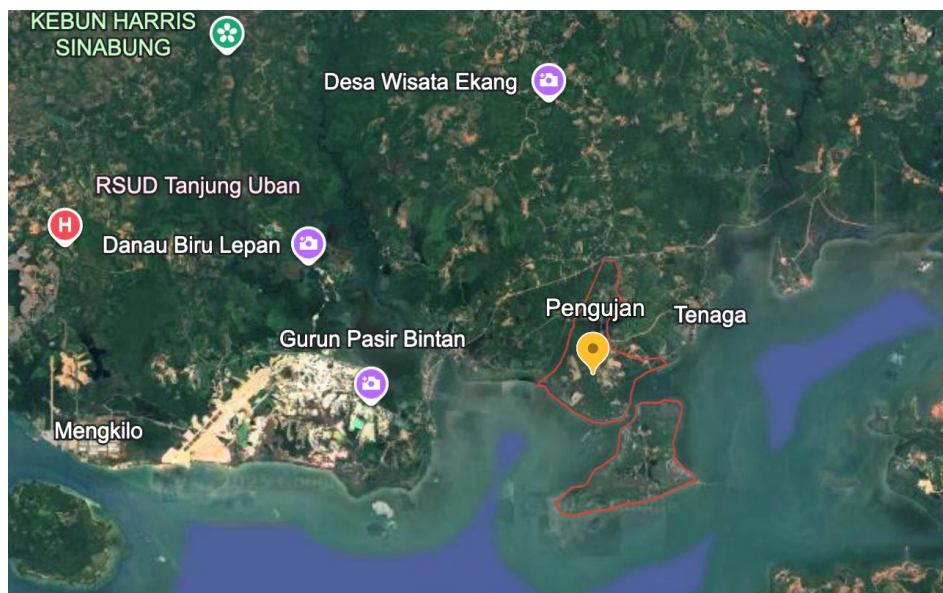 KEBUN HARRIS
SINABUNG
Desa Wisata Ekang
RSUD Tanjung Uban
H
Danau Biru Lepan
Pengujan
Tenaga
Gurun Pasir Bintan
Mengkilo